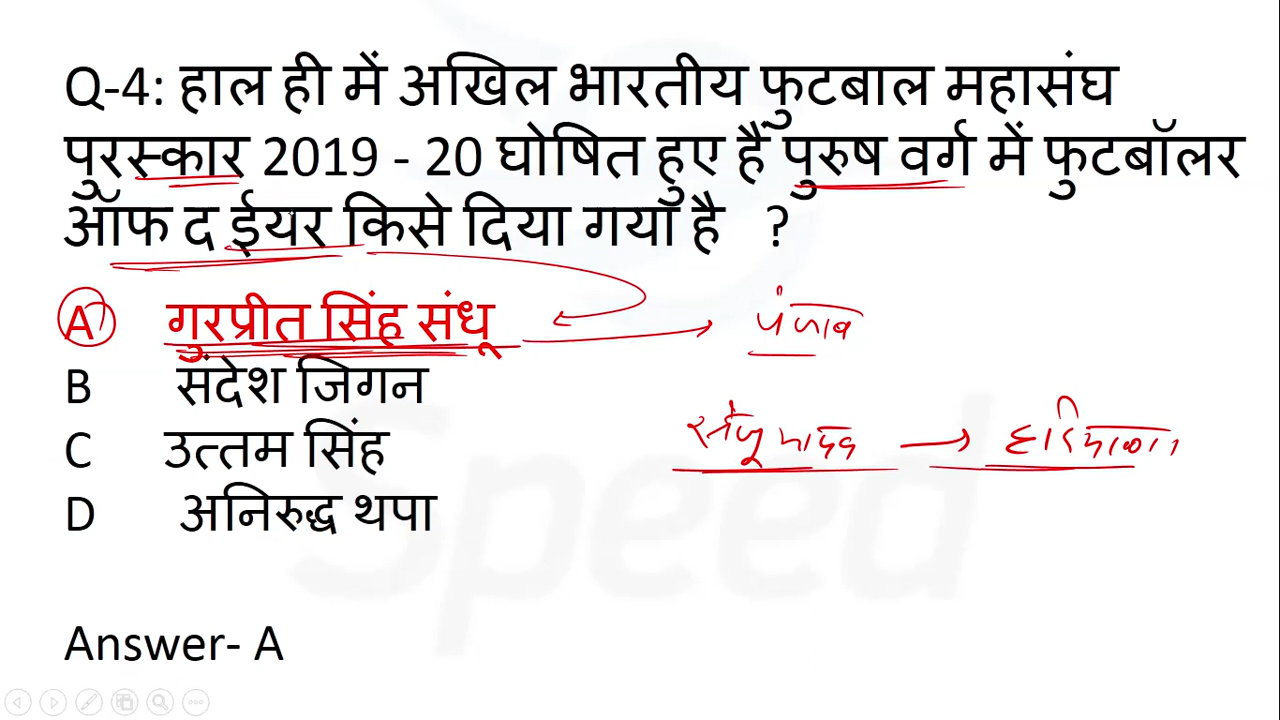 Q-4: हाल ही में अखिल भारतीय फुटबाल महासंघ
पुरस्कार 2019 - 20 घोषित हुए हैं पुरुष वर्ग में फुटबॉलर
ऑफ द ईयर किसे दिया गया है ?
A गुरप्रीत सिंह संधू
पंजाब
B संदेश जिगन
C उत्तम सिंह
संजू यादव → हरियाणा
D अनिरुद्ध थपा
Answer- A
Speed